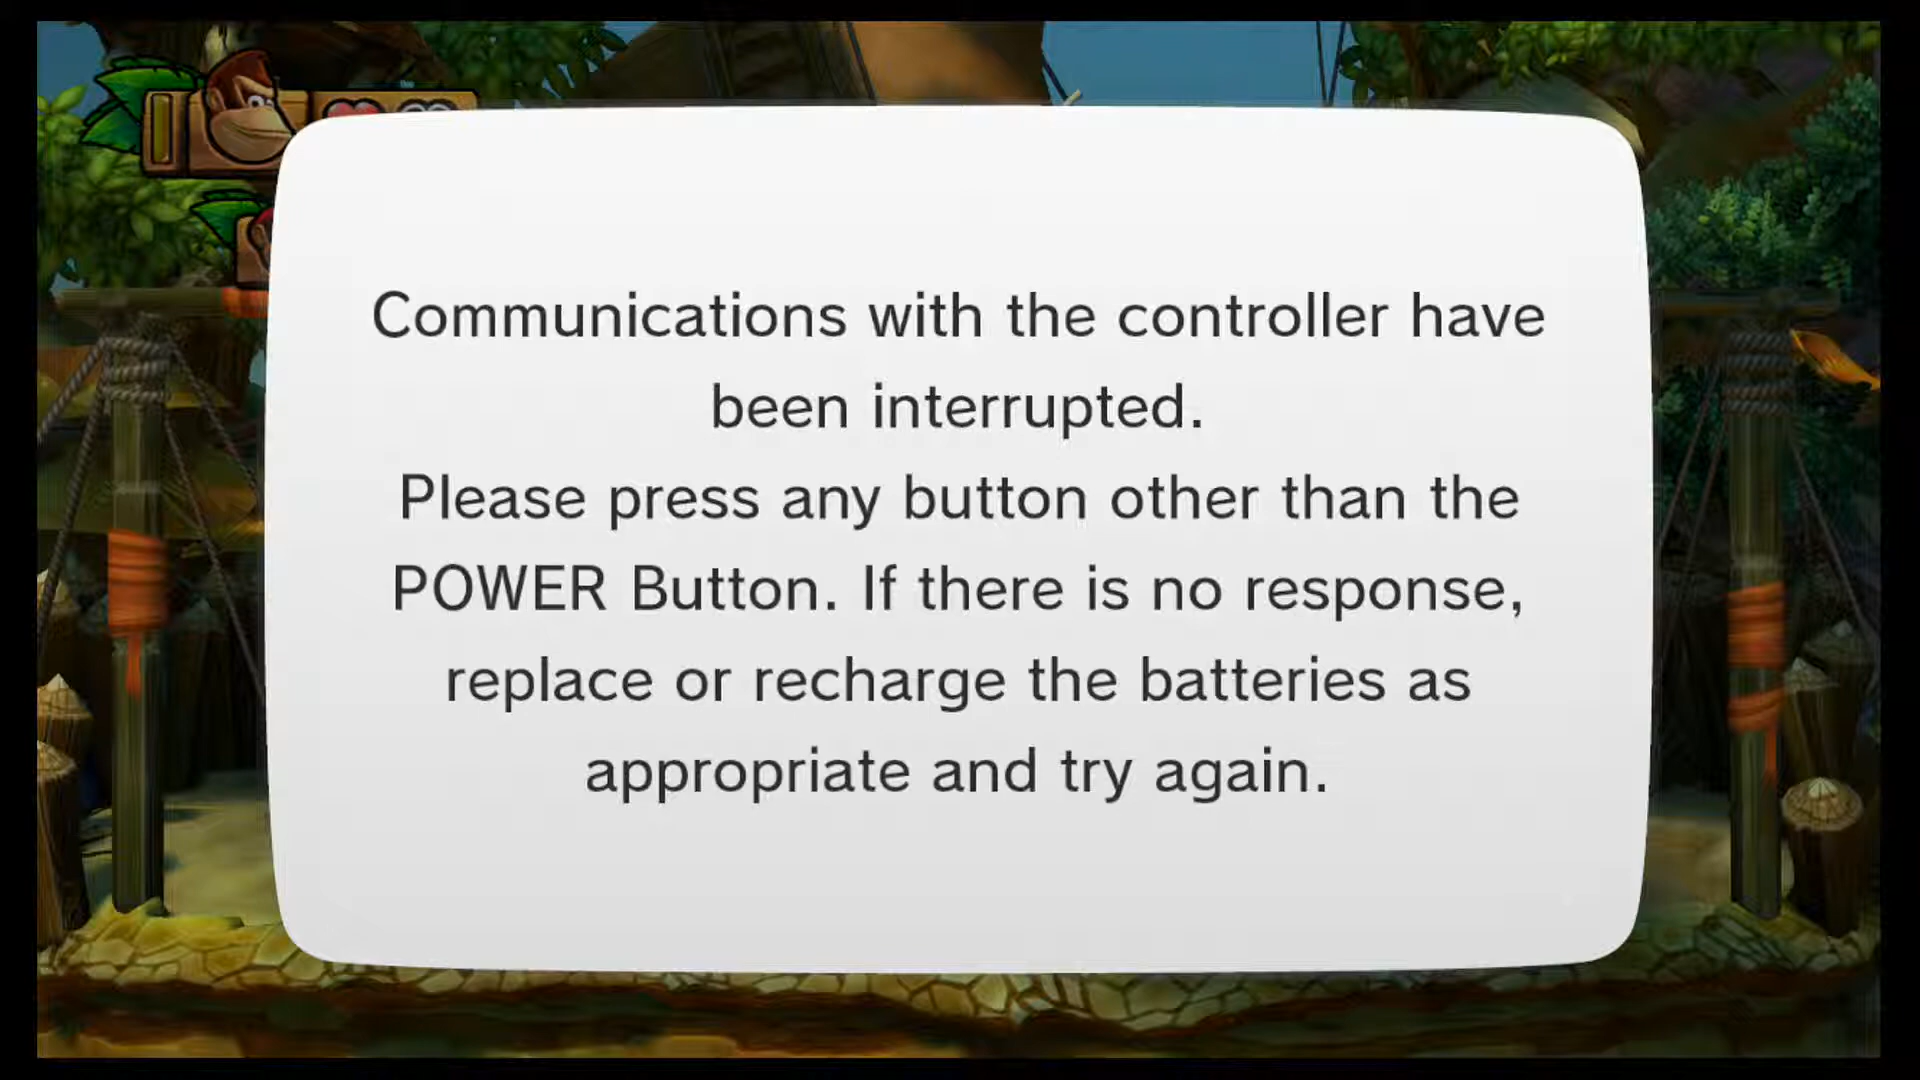 Communications with the controller have
been interrupted.
Please press any button other than the
POWER Button. If there is no response,
replace or recharge the batteries as
appropriate and try again.